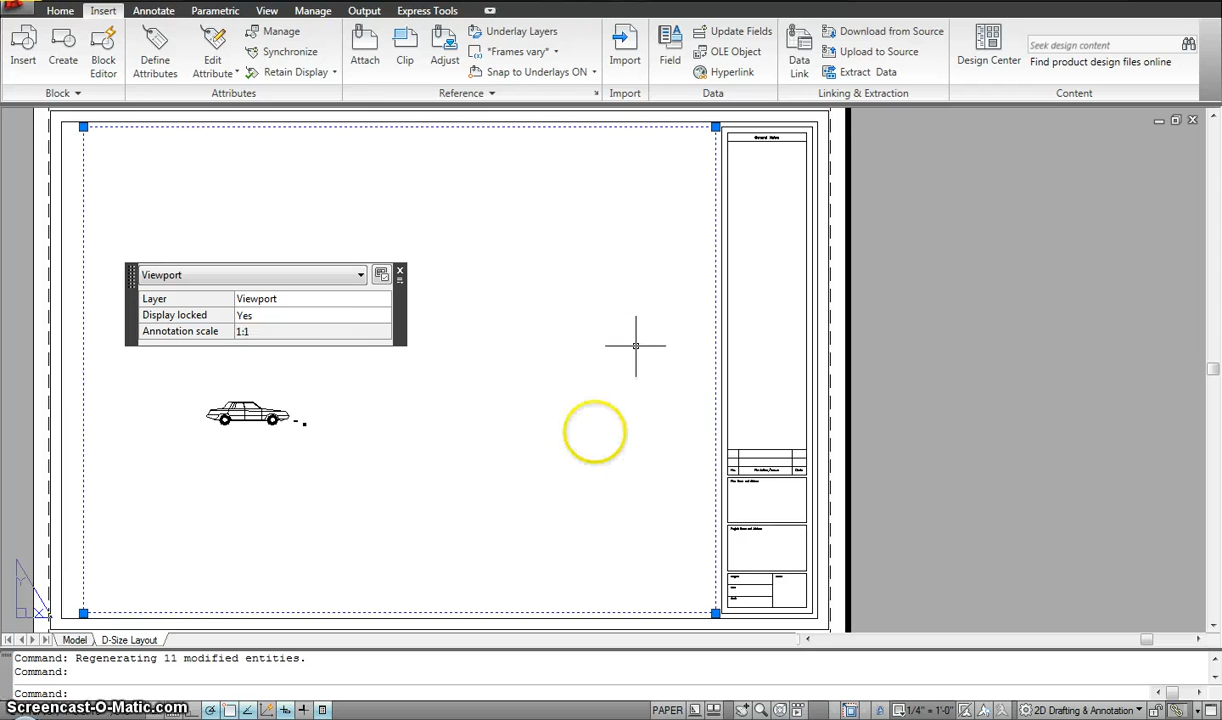 Home Insert Annotate Parametric View Manage Output Express Tools
Insert Create Block Editor
Define Attributes Edit Attribute
Manage
Synchronize
Retain Display
Attach Clip Adjust
Underlay Layers
*Frames vary*
Snap to Underlays ON
Import
Field
Update Fields
OLE Object
Hyperlink
Data Link
Download from Source
Upload to Source
Extract Data
Design Center
Seek design content
Find product design files online
Block Attributes Reference Import Data Linking & Extraction Content
General Notes
Viewport
Layer Viewport
Display locked Yes
Annotation scale 1:1
No. Date
Y
X
Model D-Size Layout
Command: Regenerating 11 modified entities.
Command:
Command:
Screencast-O-Matic.com
PAPER 1/4" = 1'-0" 2D Drafting & Annotation